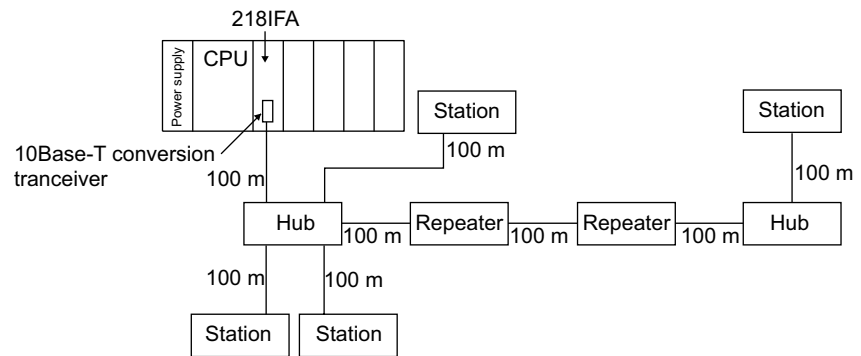 218IFA
Power supply
CPU
Station
Station
10Base-T conversion
tranceiver
100 m
100 m
100 m
Hub
100 m
Repeater
100 m
Repeater
100 m
Hub
100 m
100 m
Station
Station